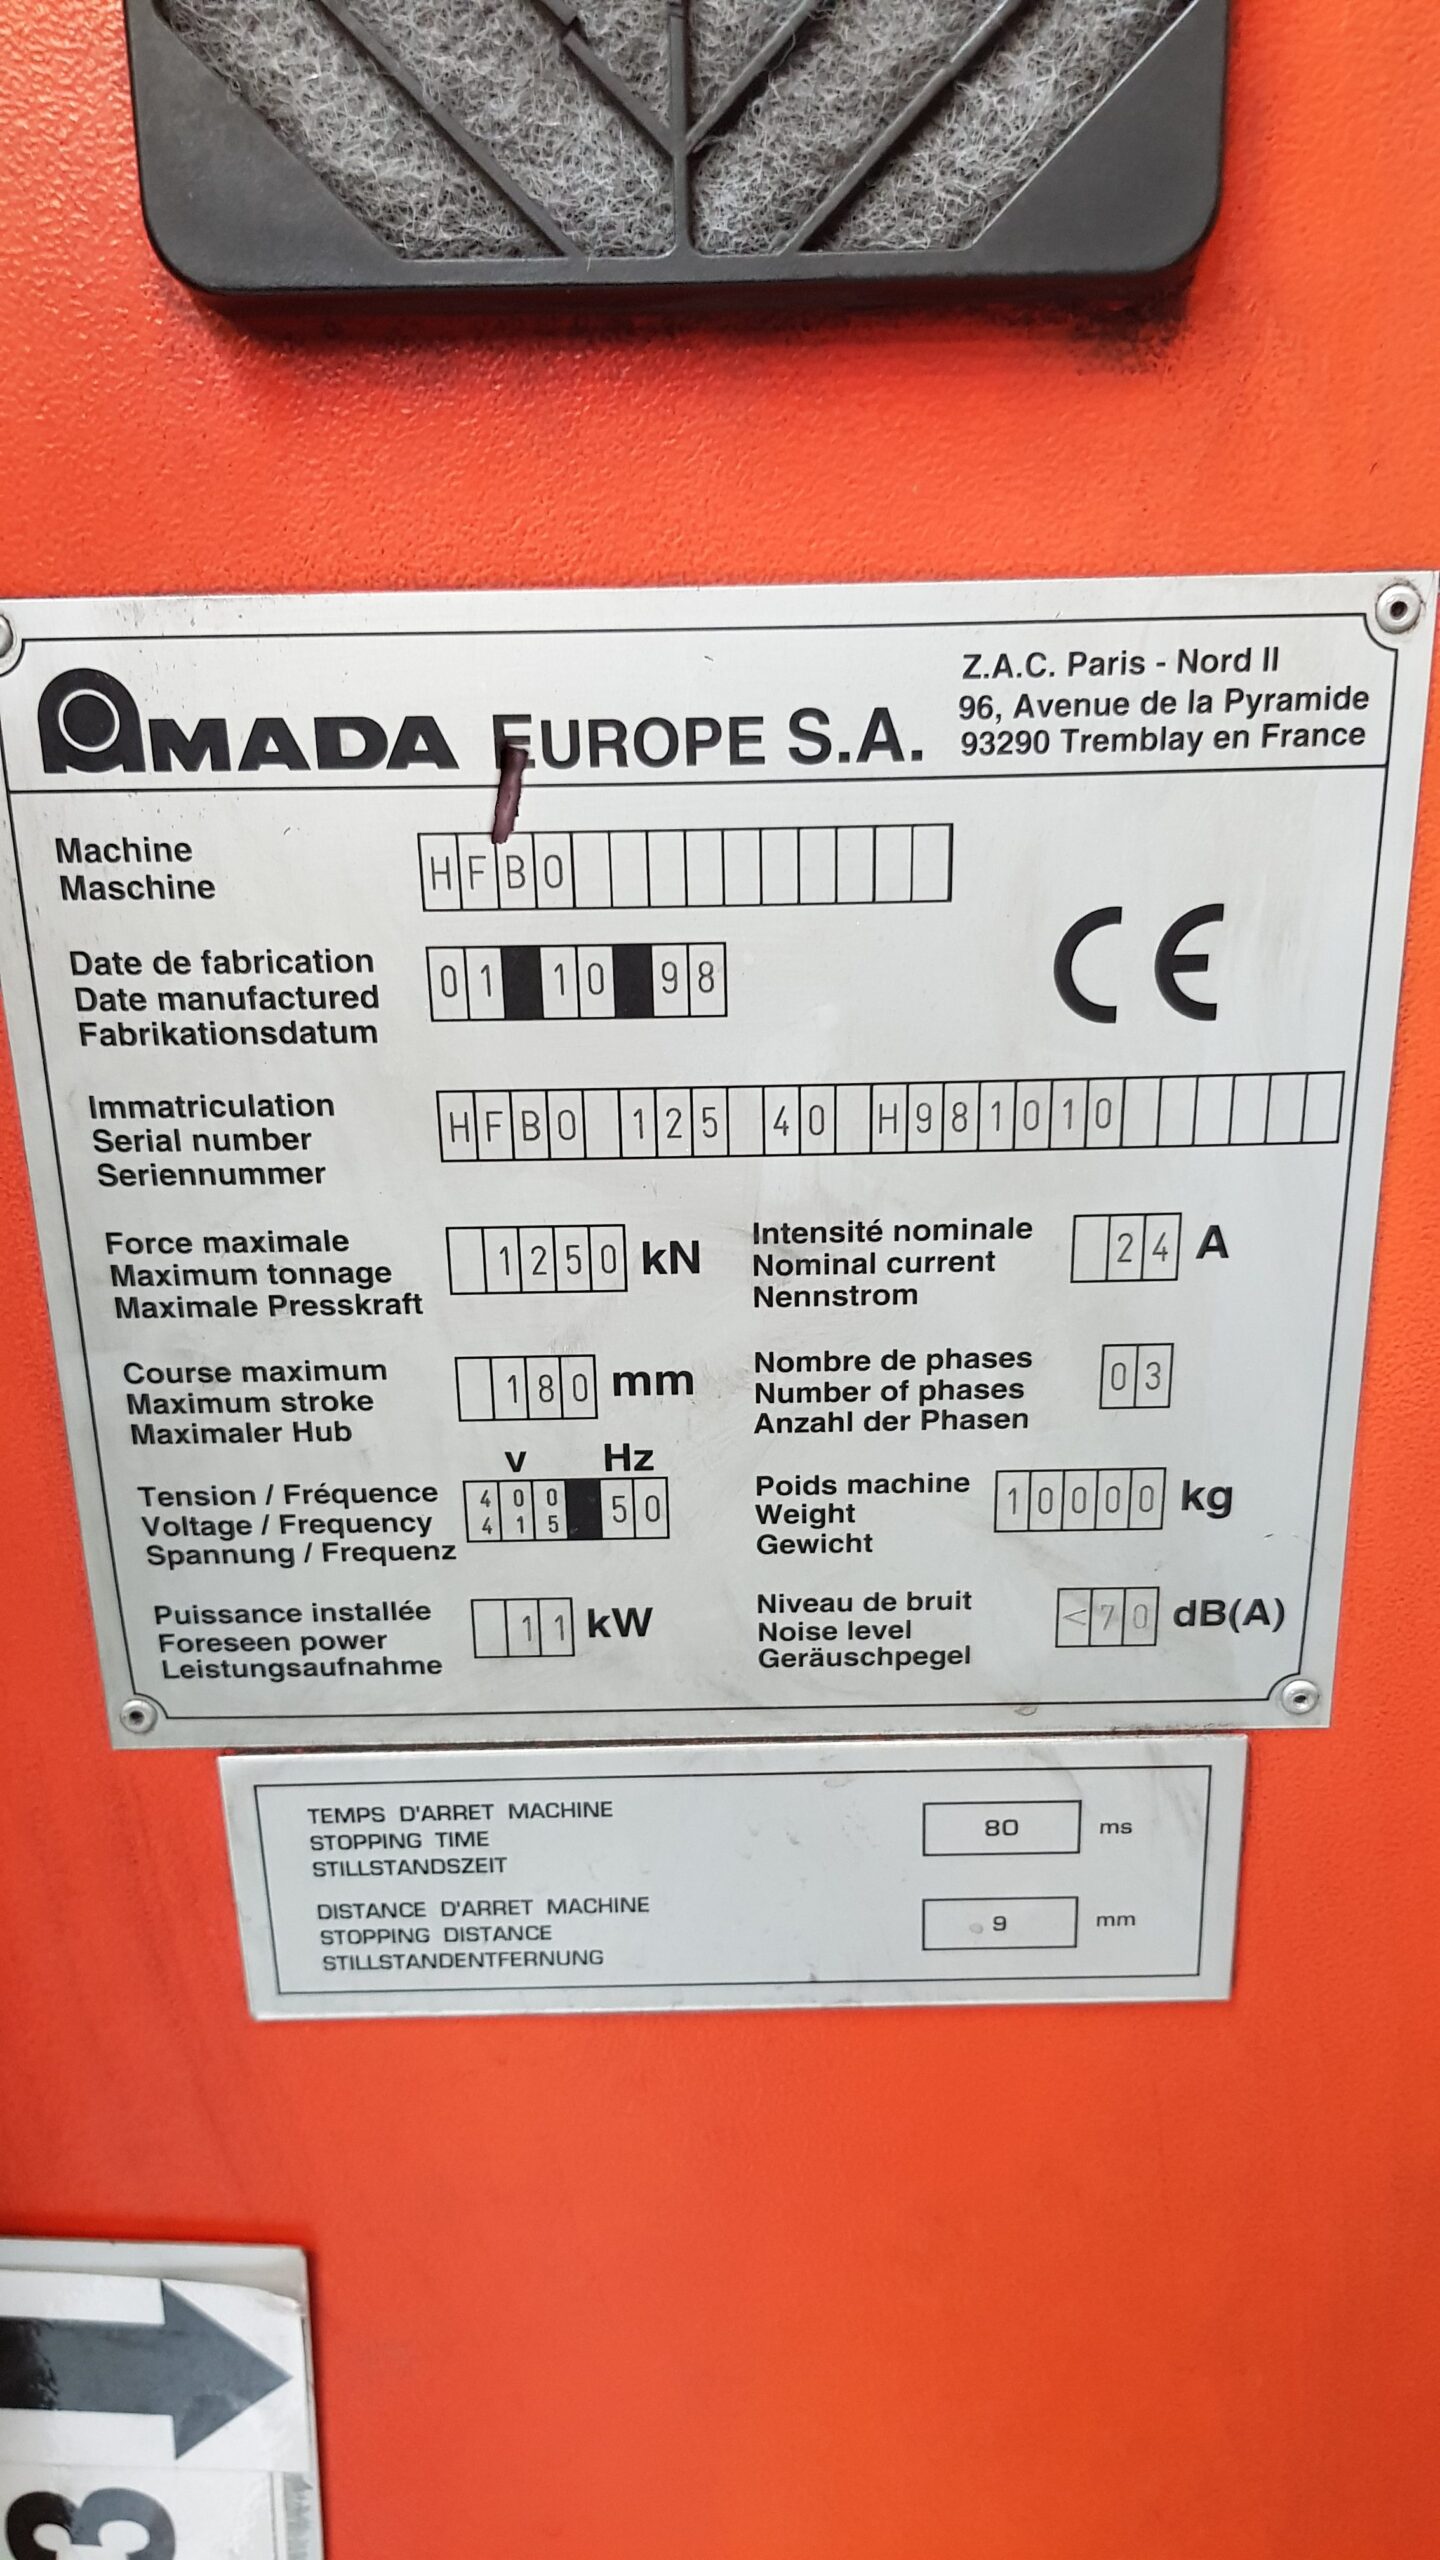 AMADA EUROPE S.A.
Z.A.C. Paris - Nord II
96, Avenue de la Pyramide
93290 Tremblay en France
Machine
Maschine
HFBO
Date de fabrication
Date manufactured
Fabrikationsdatum
01 10 98
CE
Immatriculation
Serial number
Seriennummer
HFBO 125 40 H981010
Force maximale
Maximum tonnage
Maximale Presskraft
1250 kN
Intensité nominale
Nominal current
Nennstrom
24 A
Course maximum
Maximum stroke
Maximaler Hub
180 mm
Nombre de phases
Number of phases
Anzahl der Phasen
03
V Hz
Tension / Fréquence
Voltage / Frequency
Spannung / Frequenz
400
415
50
Poids machine
Weight
Gewicht
10000 kg
Puissance installée
Foreseen power
Leistungsaufnahme
11 kW
Niveau de bruit
Noise level
Geräuschpegel
<70 dB(A)
TEMPS D'ARRET MACHINE
STOPPING TIME
STILLSTANDSZEIT
80 ms
DISTANCE D'ARRET MACHINE
STOPPING DISTANCE
STILLSTANDENTFERNUNG
9 mm
3